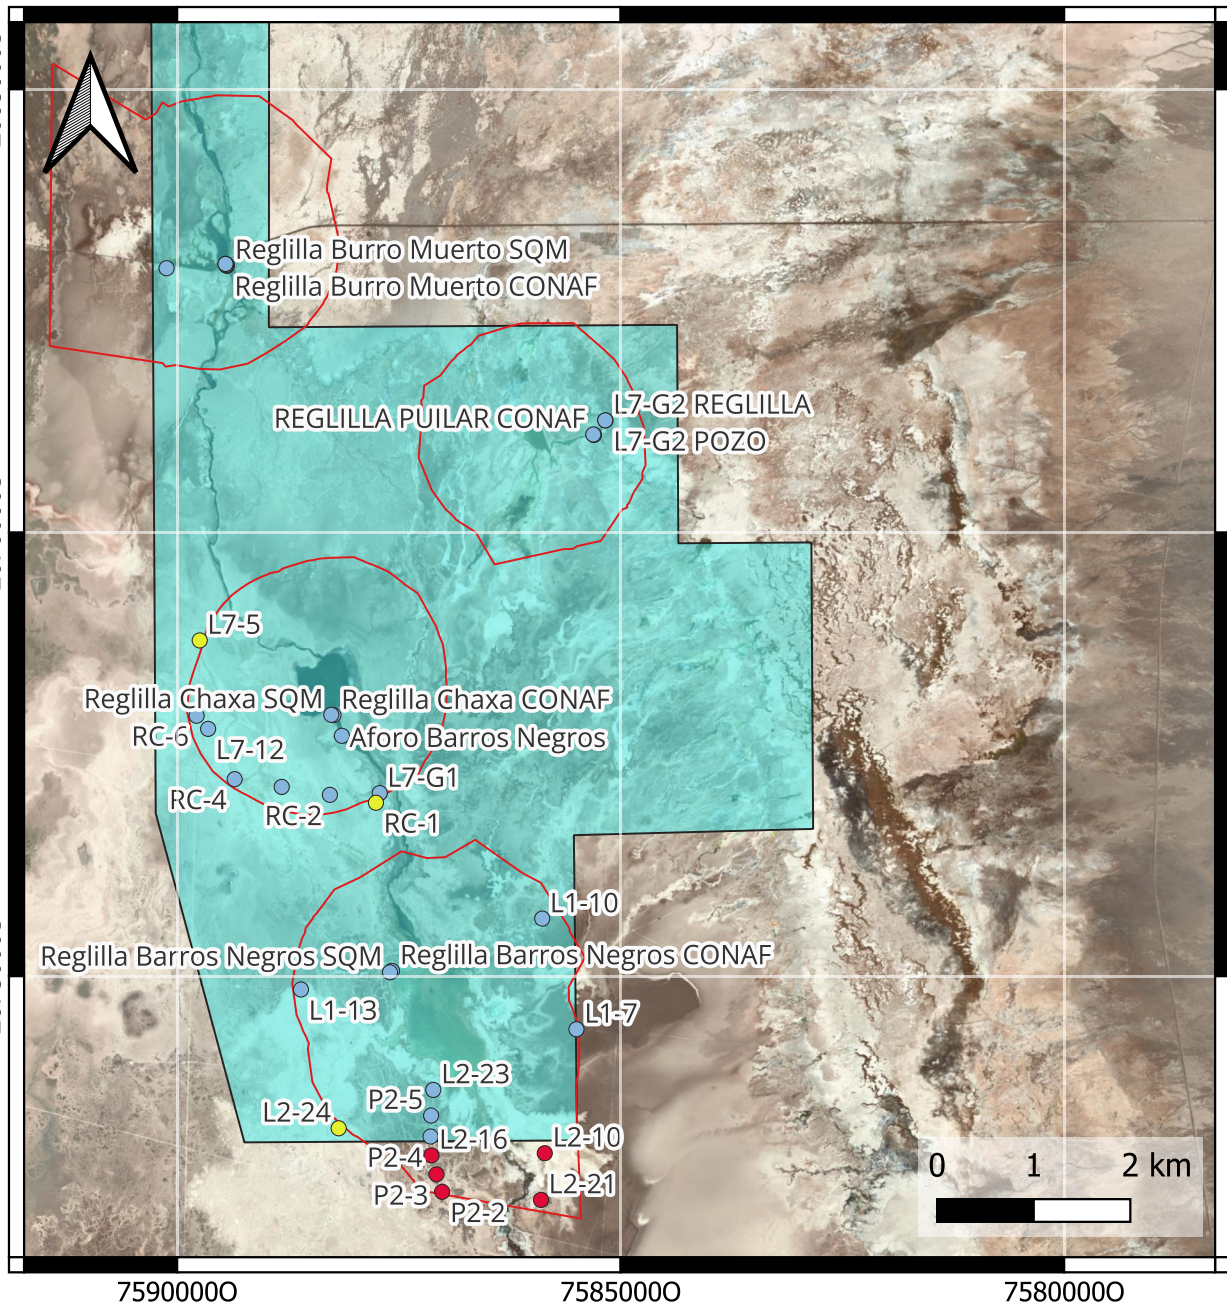 Reglilla Burro Muerto SQM
Reglilla Burro Muerto CONAF
L7-G2 REGLILLA
REGLILLA PUILAR CONAF
L7-G2 POZO
L7-5
Reglilla Chaxa SQM
Reglilla Chaxa CONAF
RC-6
Aforo Barros Negros
L7-12
L7-G1
RC-4
RC-2
RC-1
L1-10
Reglilla Barros Negros SQM
Reglilla Barros Negros CONAF
L1-13
L1-7
L2-23
P2-5
L2-24
L2-16
L2-10
P2-4
L2-21
P2-3
P2-2
0 1 2 km
7590000O
7585000O
7580000O